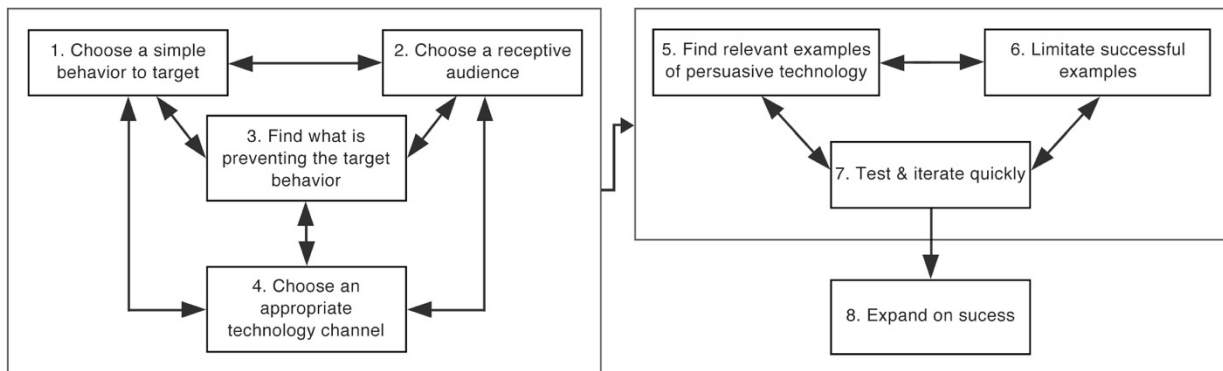 1. Choose a simple
behavior to target
2. Choose a receptive
audience
3. Find what is
preventing the target
behavior
4. Choose an
appropriate
technology channel
5. Find relevant examples
of persuasive technology
6. Limitate successful
examples
7. Test & iterate quickly
8. Expand on sucess